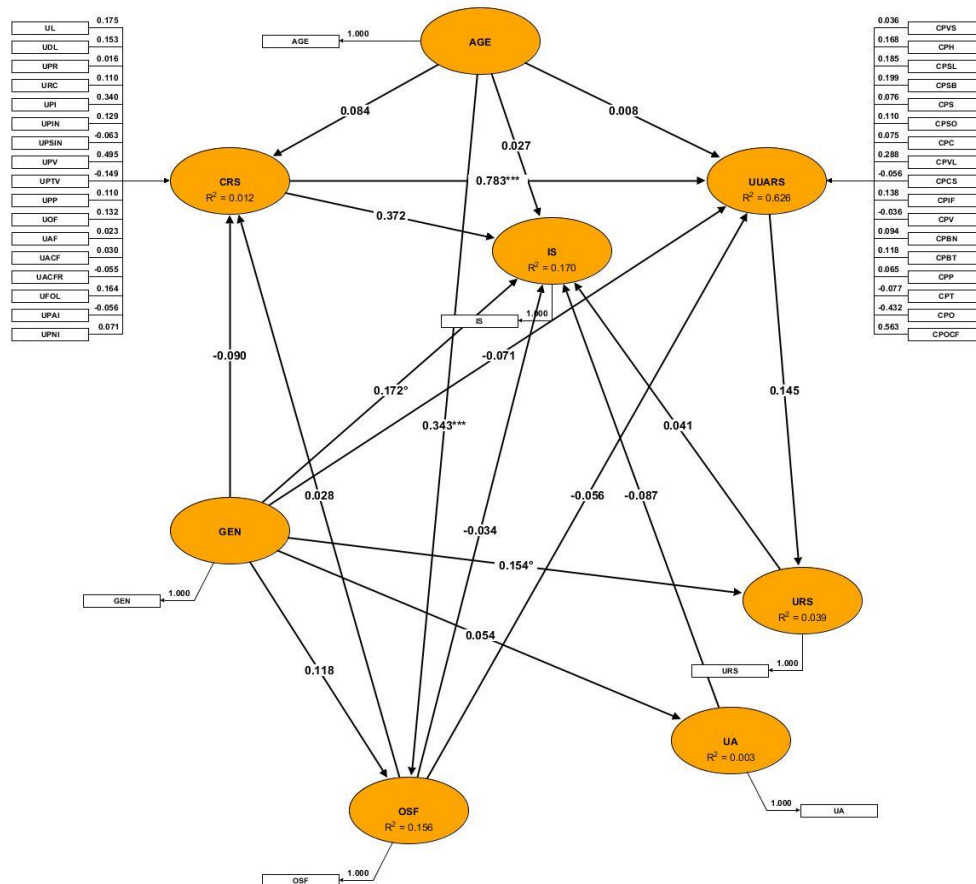 UL 0.175
UDL 0.153
UPR 0.016
URC 0.110
UPI 0.340
UPIN 0.129
UPSIN -0.063
UPV 0.495
UPTV -0.149
UPP 0.110
UOF 0.132
UAF 0.023
UACF 0.030
UACFR -0.055
UFOL 0.164
UPAI -0.056
UPNI 0.071
AGE 1.000
AGE
0.036 CPVS
0.168 CPH
0.185 CPSL
0.199 CPSB
0.076 CPS
0.110 CPSO
0.075 CPC
0.288 CPVL
-0.056 CPCS
0.138 CPIF
-0.036 CPV
0.094 CPBN
0.118 CPBT
0.065 CPP
-0.077 CPT
-0.432 CPO
0.563 CPOCF
0.084
0.027
0.008
CRS
R² = 0.012
0.783***
UUARS
R² = 0.626
0.372
IS
R² = 0.170
IS 1.000
-0.090
0.172°
-0.071
0.343***
0.041
0.145
0.028
-0.034
-0.056
-0.087
GEN
GEN 1.000
0.154°
URS
R² = 0.039
URS 1.000
0.118
0.054
UA
R² = 0.003
1.000 UA
OSF
R² = 0.156
OSF 1.000